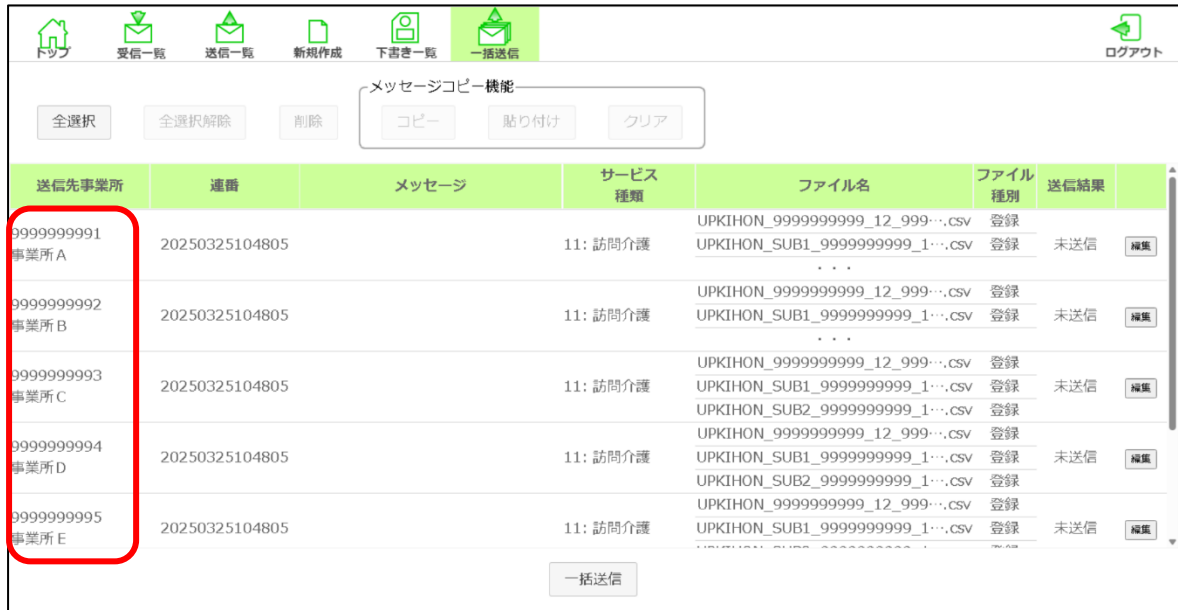 トップ 受信一覧 送信一覧 新規作成 下書き一覧 一括送信 ログアウト
メッセージコピー機能
全選択 全選択解除 削除 コピー 貼り付け クリア
送信先事業所 連番 メッセージ サービス種類 ファイル名 ファイル種別 送信結果
9999999991
事業所A
20250325104805
11: 訪問介護
UPKIHON_9999999999_12_999….csv 登録
UPKIHON_SUB1_9999999999_1….csv 登録
・・・
未送信 編集
9999999992
事業所B
20250325104805
11: 訪問介護
UPKIHON_9999999999_12_999….csv 登録
UPKIHON_SUB1_9999999999_1….csv 登録
・・・
未送信 編集
9999999993
事業所C
20250325104805
11: 訪問介護
UPKIHON_9999999999_12_999….csv 登録
UPKIHON_SUB1_9999999999_1….csv 登録
UPKIHON_SUB2_9999999999_1….csv 登録
未送信 編集
9999999994
事業所D
20250325104805
11: 訪問介護
UPKIHON_9999999999_12_999….csv 登録
UPKIHON_SUB1_9999999999_1….csv 登録
UPKIHON_SUB2_9999999999_1….csv 登録
未送信 編集
9999999995
事業所E
20250325104805
11: 訪問介護
UPKIHON_9999999999_12_999….csv 登録
UPKIHON_SUB1_9999999999_1….csv 登録
未送信 編集
一括送信